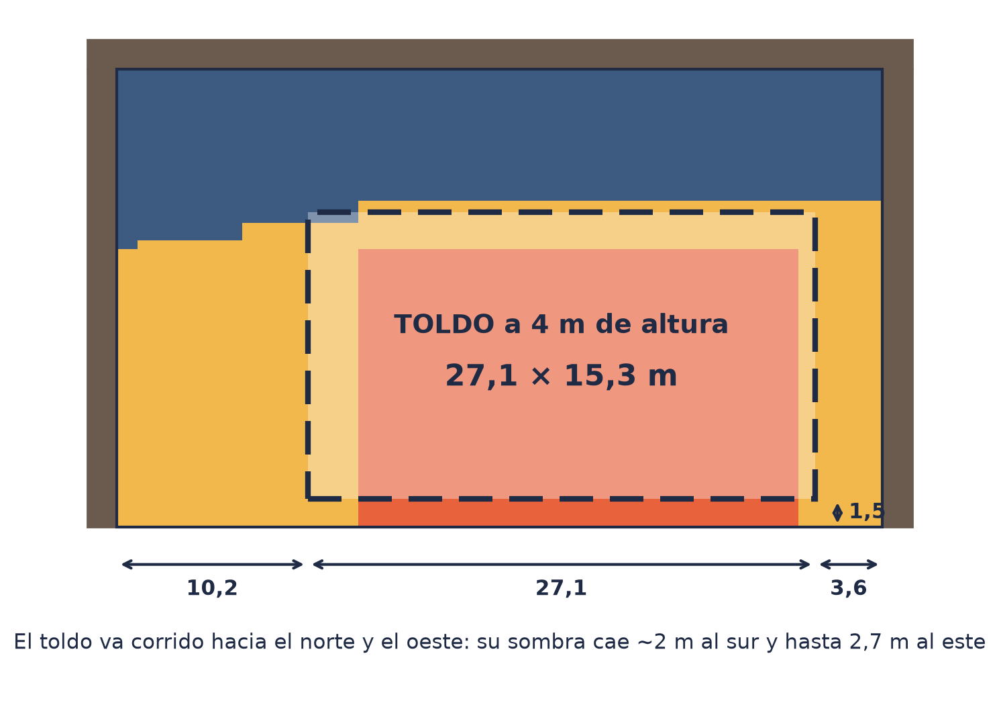 TOLDO a 4 m de altura
27,1 × 15,3 m
1,5
10,2
27,1
3,6
El toldo va corrido hacia el norte y el oeste: su sombra cae ~2 m al sur y hasta 2,7 m al este